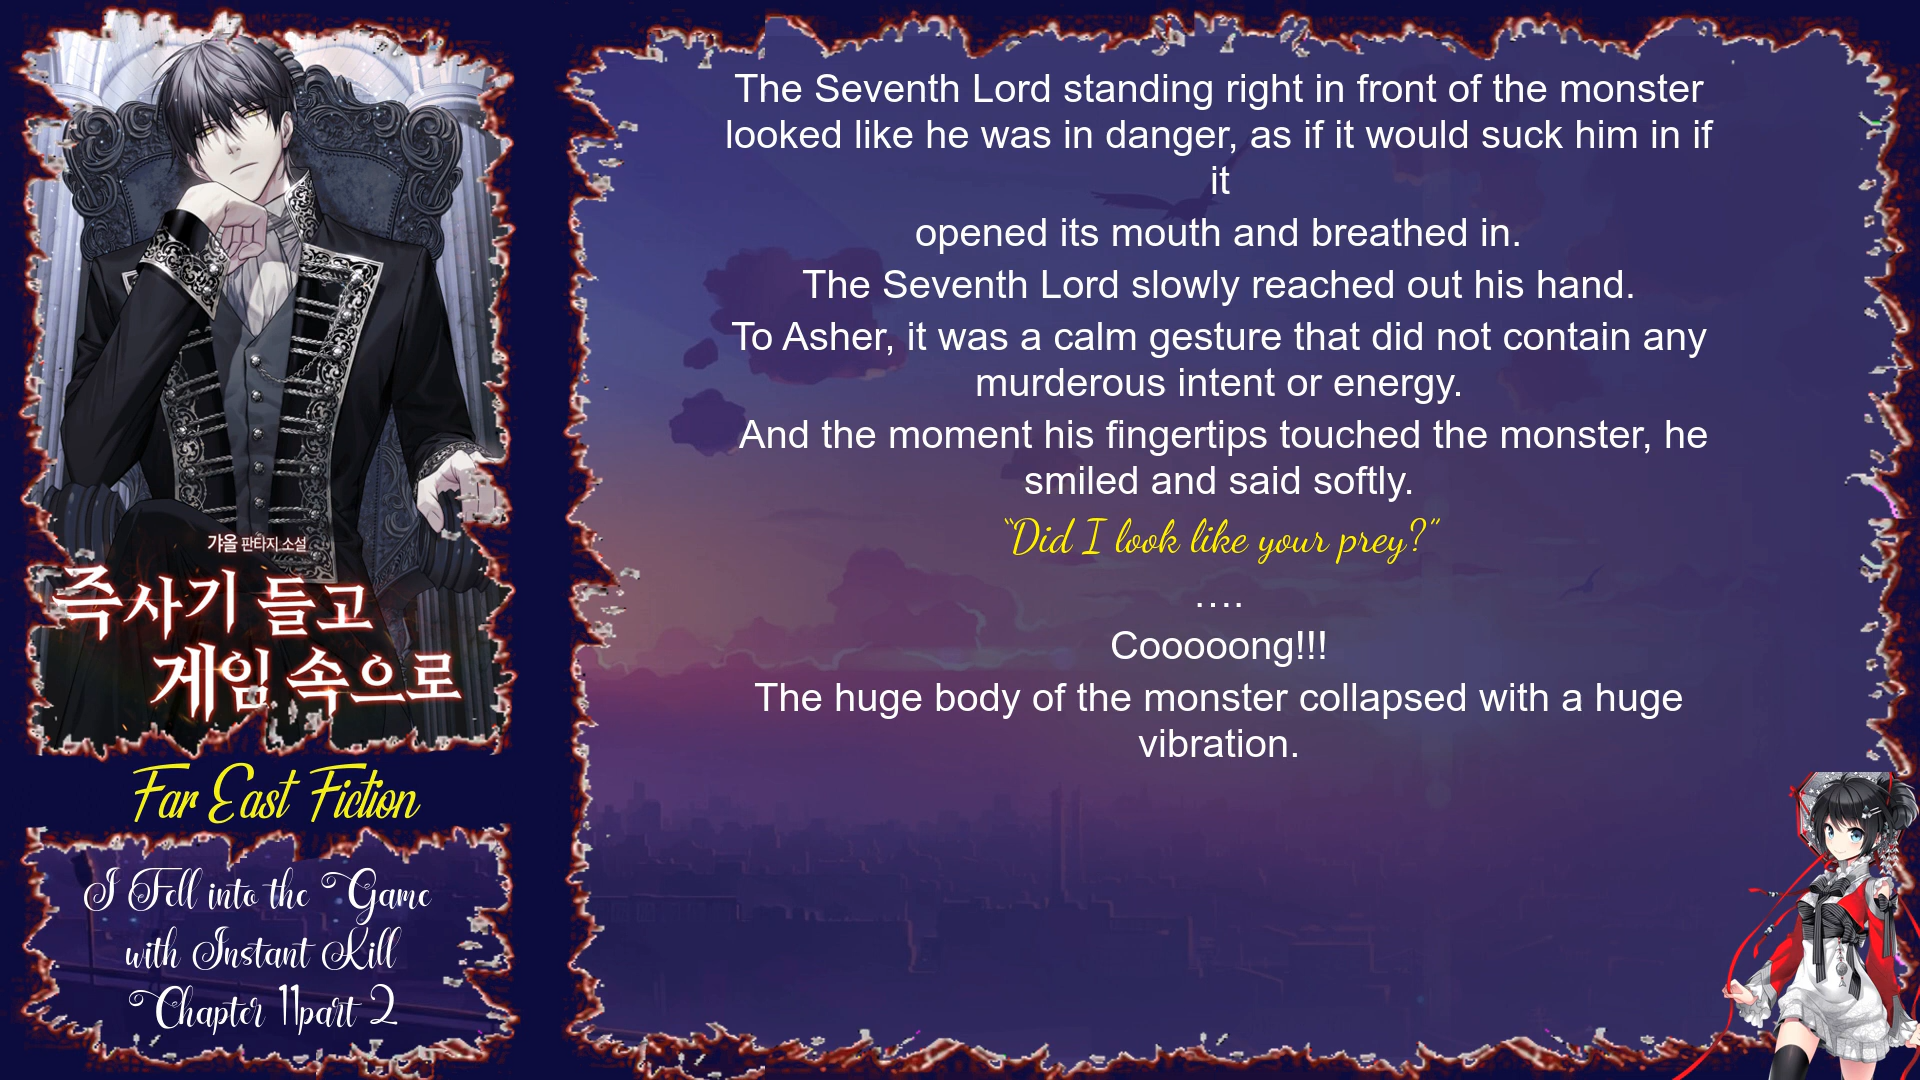 The Seventh Lord standing right in front of the monster
looked like he was in danger, as if it would suck him in if
it
opened its mouth and breathed in.
The Seventh Lord slowly reached out his hand.
To Asher, it was a calm gesture that did not contain any
murderous intent or energy.
And the moment his fingertips touched the monster, he
smiled and said softly.
“Did I look like your prey?”
....
Cooooong!!!
The huge body of the monster collapsed with a huge
vibration.
갸올 판타지 소설
즉사기 들고
게임 속으로
Far East Fiction
I Fell into the Game
with Instant Kill
Chapter 11part 2